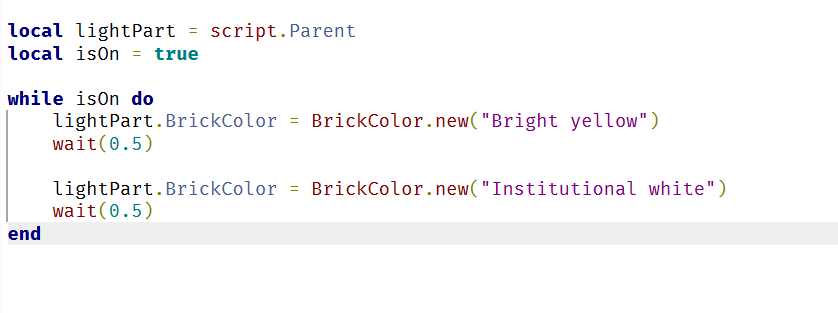 local lightPart = script.Parent
local isOn = true
while isOn do
lightPart.BrickColor = BrickColor.new("Bright yellow")
wait(0.5)
lightPart.BrickColor = BrickColor.new("Institutional white")
wait(0.5)
end